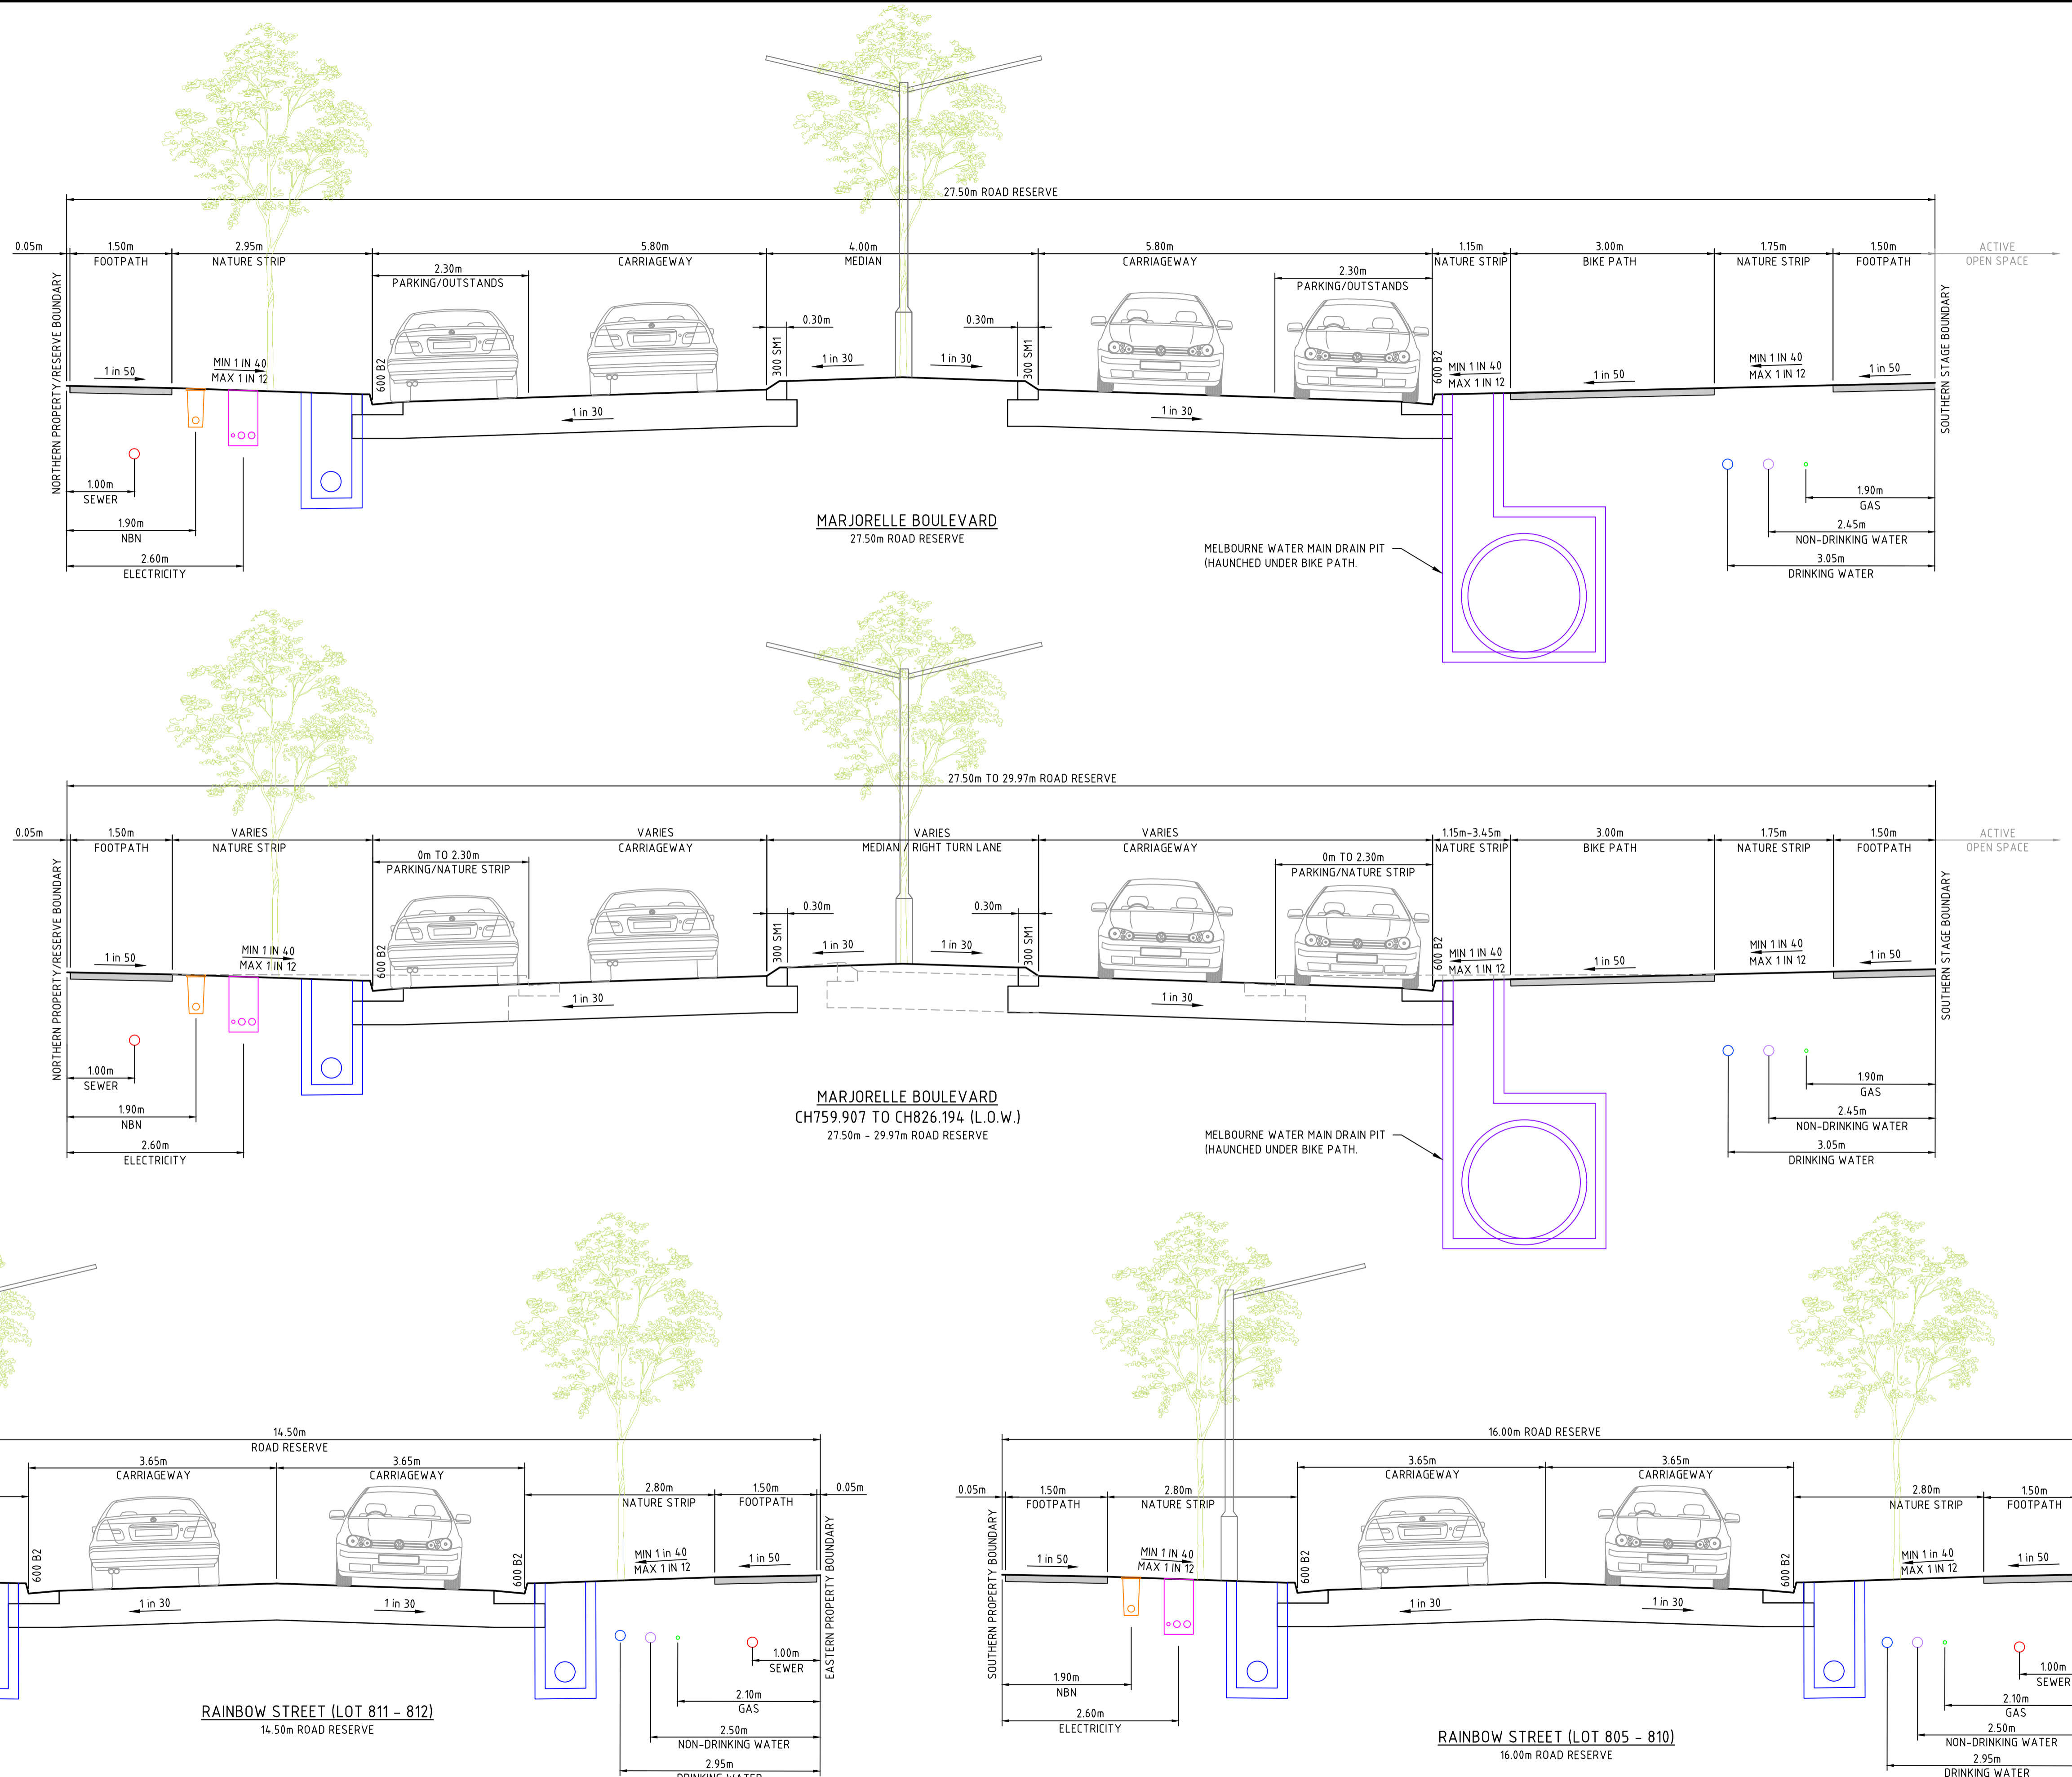 27.50m ROAD RESERVE
0.05m 1.50m 2.95m 5.80m 4.00m 5.80m 1.15m 3.00m 1.75m 1.50m ACTIVE
FOOTPATH NATURE STRIP CARRIAGEWAY MEDIAN CARRIAGEWAY NATURE STRIP BIKE PATH NATURE STRIP FOOTPATH OPEN SPACE
2.30m 2.30m
PARKING/OUTSTANDS PARKING/OUTSTANDS
NORTHERN PROPERTY/RESERVE BOUNDARY
SOUTHERN STAGE BOUNDARY
0.30m 0.30m
600 B2 300 SM1 300 SM1 600 B2
1 in 50 MIN 1 IN 40 1 in 30 1 in 30 MIN 1 IN 40 1 in 50 MIN 1 IN 40 1 in 50
MAX 1 IN 12 MAX 1 IN 12 MAX 1 IN 12
1 in 30 1 in 30
1.00m
SEWER
1.90m
NBN
2.60m
ELECTRICITY
MARJORELLE BOULEVARD
27.50m ROAD RESERVE
MELBOURNE WATER MAIN DRAIN PIT
(HAUNCHED UNDER BIKE PATH.
1.90m
GAS
2.45m
NON-DRINKING WATER
3.05m
DRINKING WATER
27.50m TO 29.97m ROAD RESERVE
0.05m 1.50m VARIES VARIES VARIES VARIES 1.15m-3.45m 3.00m 1.75m 1.50m ACTIVE
FOOTPATH NATURE STRIP CARRIAGEWAY MEDIAN / RIGHT TURN LANE CARRIAGEWAY NATURE STRIP BIKE PATH NATURE STRIP FOOTPATH OPEN SPACE
0m TO 2.30m 0m TO 2.30m
PARKING/NATURE STRIP PARKING/NATURE STRIP
NORTHERN PROPERTY/RESERVE BOUNDARY
SOUTHERN STAGE BOUNDARY
0.30m 0.30m
600 B2 300 SM1 300 SM1 600 B2
1 in 50 MIN 1 IN 40 1 in 30 1 in 30 MIN 1 IN 40 1 in 50 MIN 1 IN 40 1 in 50
MAX 1 IN 12 MAX 1 IN 12 MAX 1 IN 12
1 in 30 1 in 30
1.00m
SEWER
1.90m
NBN
2.60m
ELECTRICITY
MARJORELLE BOULEVARD
CH759.907 TO CH826.194 (L.O.W.)
27.50m - 29.97m ROAD RESERVE
MELBOURNE WATER MAIN DRAIN PIT
(HAUNCHED UNDER BIKE PATH.
1.90m
GAS
2.45m
NON-DRINKING WATER
3.05m
DRINKING WATER
14.50m
ROAD RESERVE
3.65m 3.65m
CARRIAGEWAY CARRIAGEWAY
2.80m 1.50m 0.05m
NATURE STRIP FOOTPATH
EASTERN PROPERTY BOUNDARY
600 B2 600 B2
MIN 1 in 40 1 in 50
MAX 1 IN 12
1 in 30 1 in 30
1.00m
SEWER
2.10m
GAS
2.50m
NON-DRINKING WATER
2.95m
DRINKING WATER
RAINBOW STREET (LOT 811 - 812)
14.50m ROAD RESERVE
16.00m ROAD RESERVE
3.65m 3.65m
CARRIAGEWAY CARRIAGEWAY
0.05m 1.50m 2.80m 2.80m 1.50m
FOOTPATH NATURE STRIP NATURE STRIP FOOTPATH
SOUTHERN PROPERTY BOUNDARY
600 B2 600 B2
1 in 50 MIN 1 IN 40 MIN 1 in 40 1 in 50
MAX 1 IN 12 MAX 1 IN 12
1 in 30 1 in 30
1.90m
NBN
2.60m
ELECTRICITY
1.00m
SEWER
2.10m
GAS
2.50m
NON-DRINKING WATER
2.95m
DRINKING WATER
RAINBOW STREET (LOT 805 - 810)
16.00m ROAD RESERVE